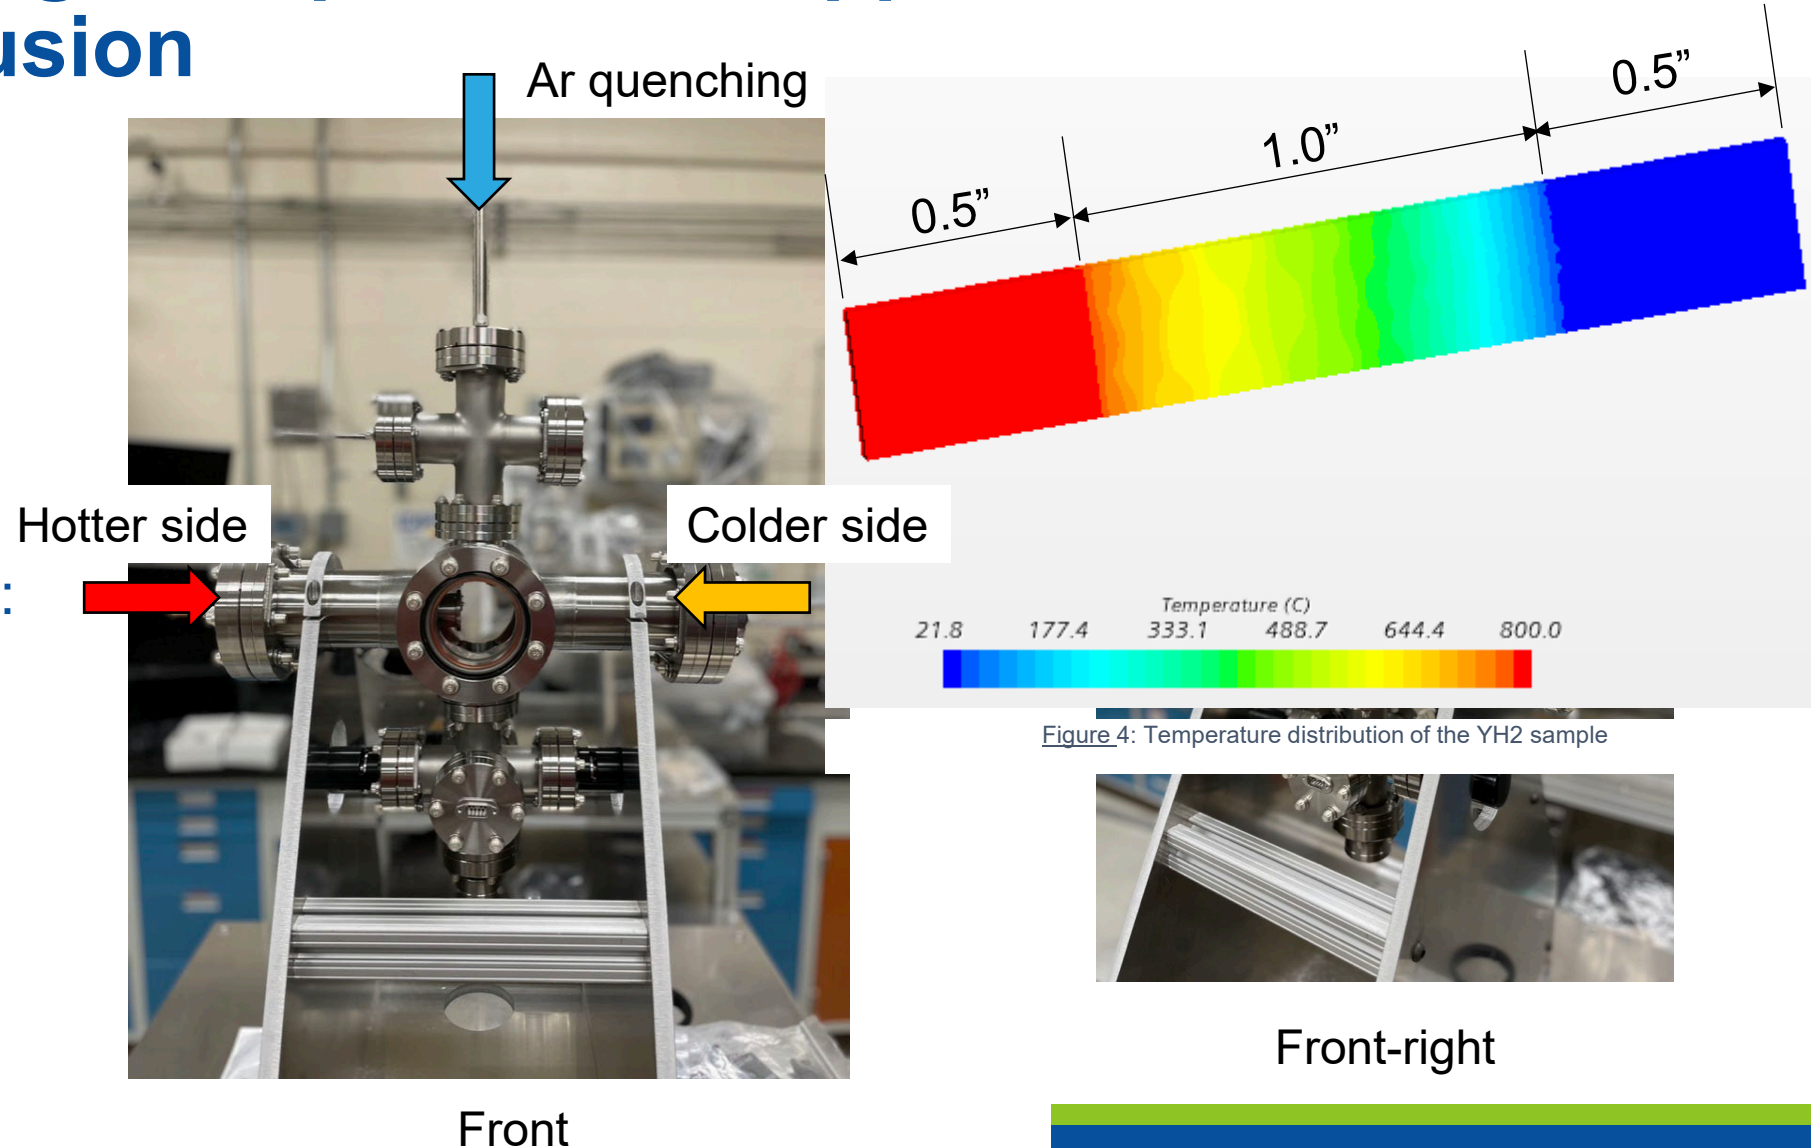 usion
Ar quenching
0.5”
1.0”
0.5”
Hotter side
Colder side
:
Temperature (C)
21.8 177.4 333.1 488.7 644.4 800.0
Figure 4: Temperature distribution of the YH2 sample
Front-right
Front